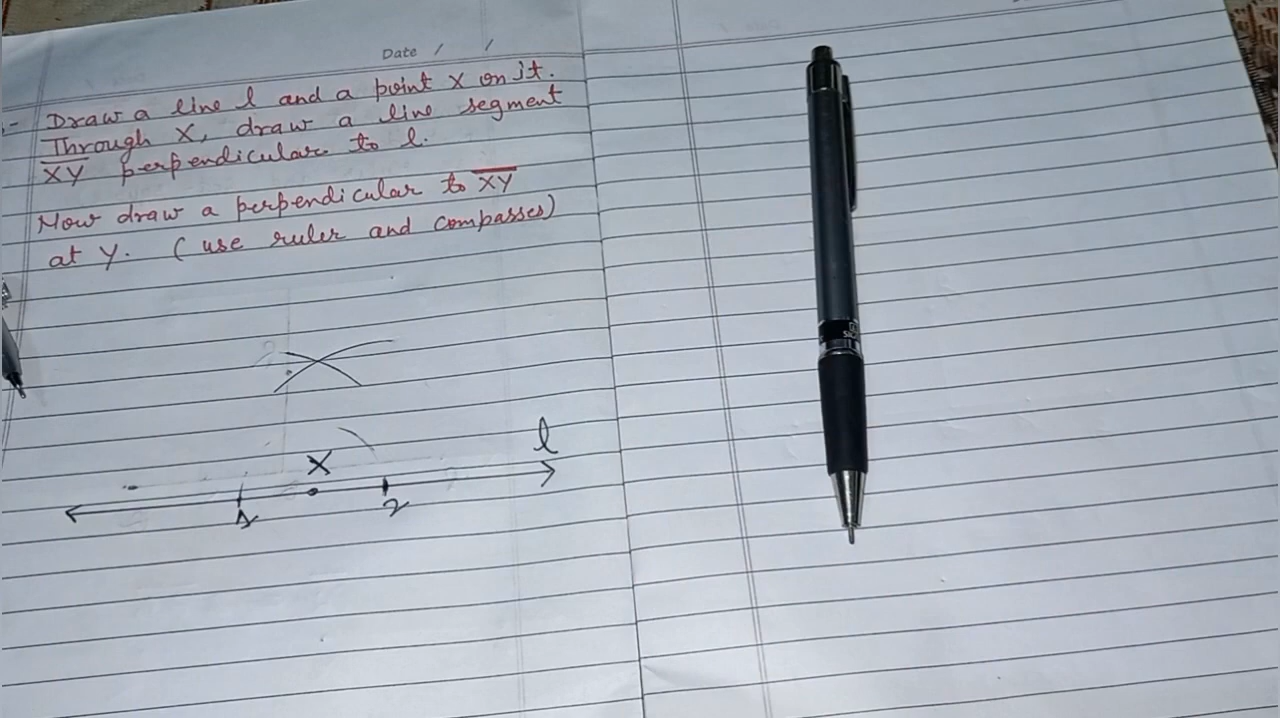 Date / /
Draw a line l and a point X on it.
Through X, draw a line segment
XY perpendicular to l.
Now draw a perpendicular to XY
at Y. (use ruler and compasses)
l
X
1
2